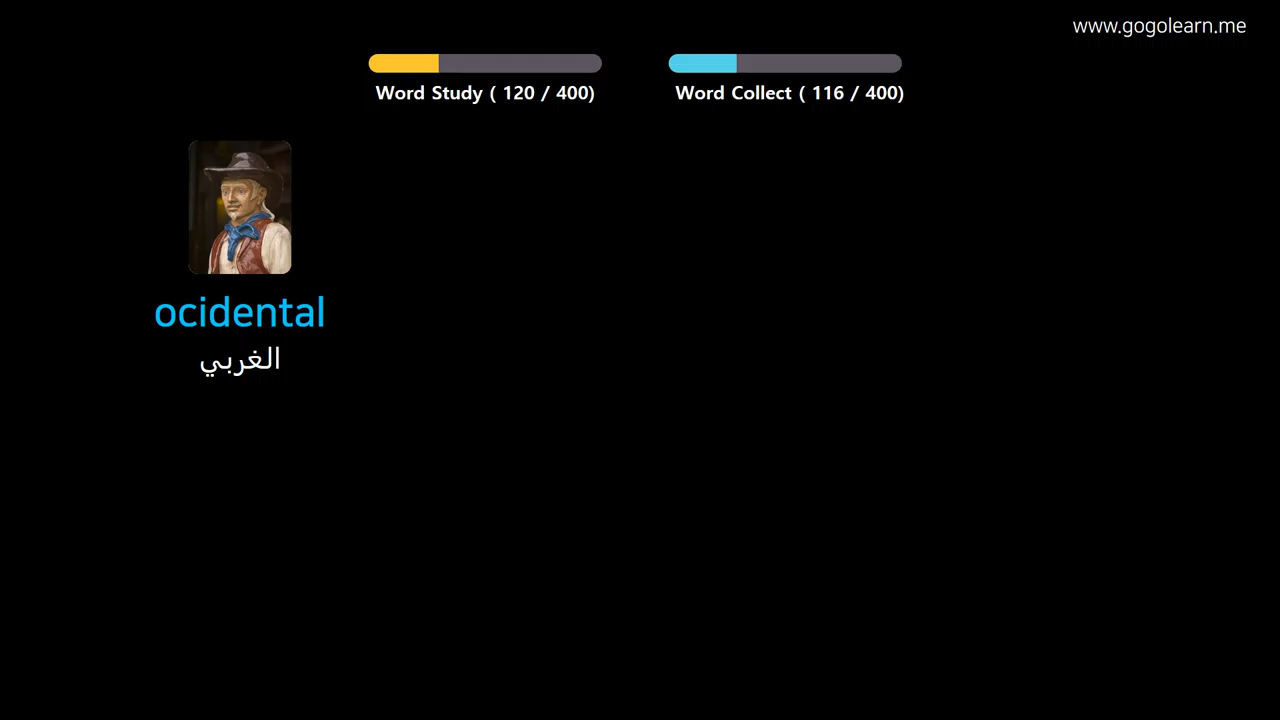 www.gogolearn.me
Word Study ( 120 / 400)
Word Collect ( 116 / 400)
ocidental
الغربي